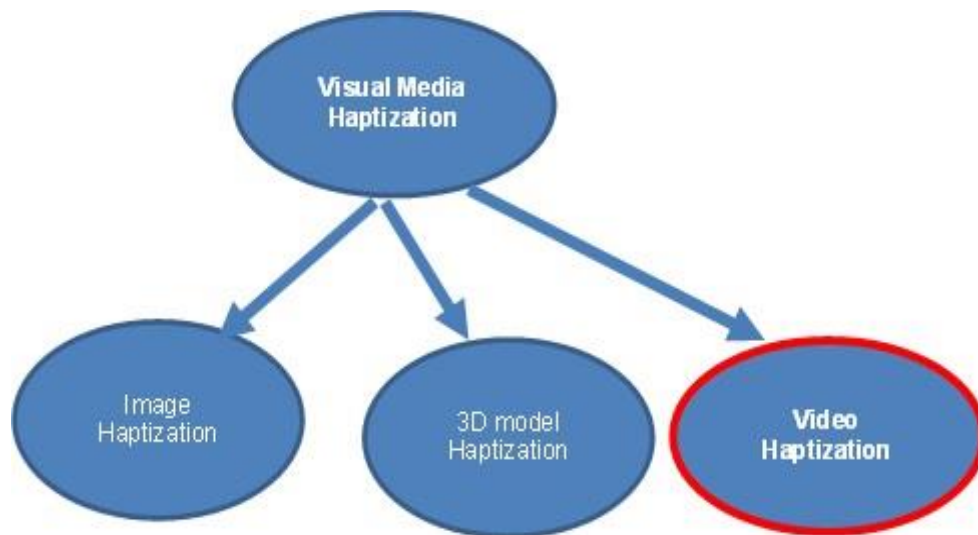 Visual Media
Haptization
Image
Haptization
3D model
Haptization
Video
Haptization